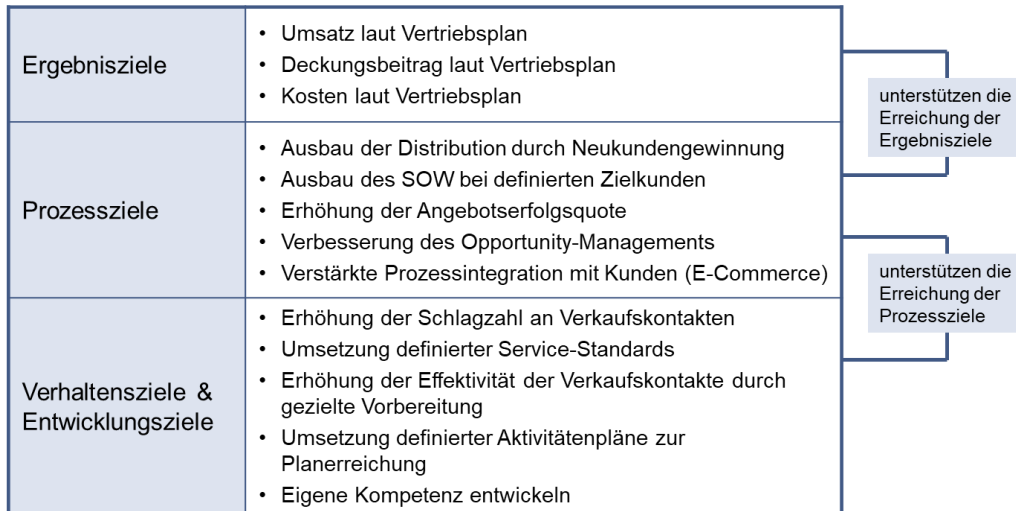 Ergebnisziele
• Umsatz laut Vertriebsplan
• Deckungsbeitrag laut Vertriebsplan
• Kosten laut Vertriebsplan
unterstützen die
Erreichung der
Ergebnisziele
Prozessziele
• Ausbau der Distribution durch Neukundengewinnung
• Ausbau des SOW bei definierten Zielkunden
• Erhöhung der Angebotserfolgsquote
• Verbesserung des Opportunity-Managements
• Verstärkte Prozessintegration mit Kunden (E-Commerce)
unterstützen die
Erreichung der
Prozessziele
Verhaltensziele &
Entwicklungsziele
• Erhöhung der Schlagzahl an Verkaufskontakten
• Umsetzung definierter Service-Standards
• Erhöhung der Effektivität der Verkaufskontakte durch
gezielte Vorbereitung
• Umsetzung definierter Aktivitätenpläne zur
Planerreichung
• Eigene Kompetenz entwickeln